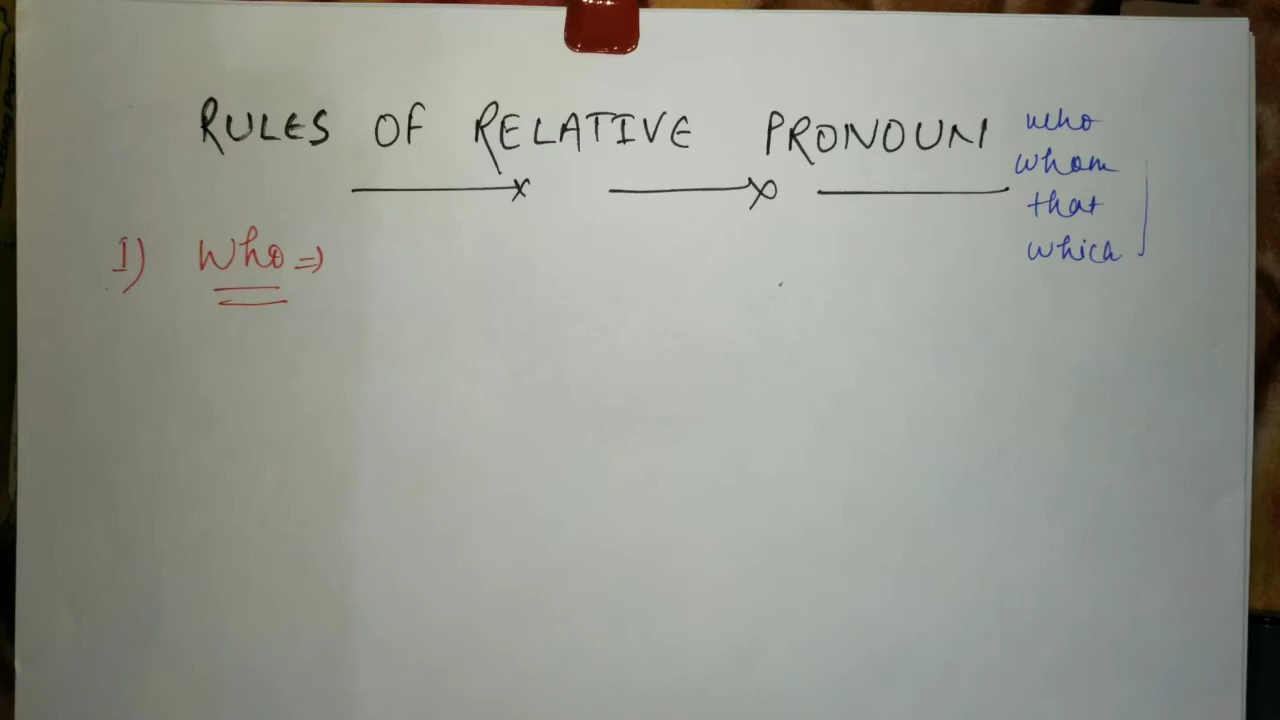 RULES OF RELATIVE PRONOUN
who
whom
that
which
1) Who =>